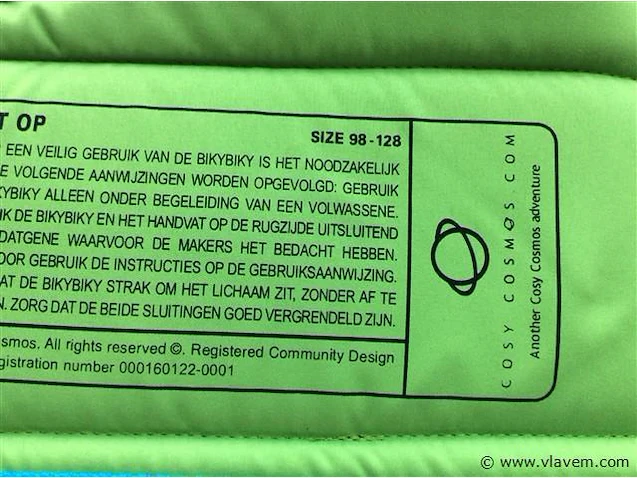 T OP
SIZE 98-128
EEN VEILIG GEBRUIK VAN DE BIKYBIKY IS HET NOODZAKELIJK
E VOLGENDE AANWIJZINGEN WORDEN OPGEVOLGD: GEBRUIK
KYBIKY ALLEEN ONDER BEGELEIDING VAN EEN VOLWASSENE.
IK DE BIKYBIKY EN HET HANDVAT OP DE RUGZIJDE UITSLUITEND
DATGENE WAARVOOR DE MAKERS HET BEDACHT HEBBEN.
OOR GEBRUIK DE INSTRUCTIES OP DE GEBRUIKSAANWIJZING.
AT DE BIKYBIKY STRAK OM HET LICHAAM ZIT, ZONDER AF TE
N. ZORG DAT DE BEIDE SLUITINGEN GOED VERGRENDELD ZIJN.
osmos. All rights reserved ©. Registered Community Design
gistration number 000160122-0001
COSY COSMOS.COM
Another Cosy Cosmos adventure
© www.vlavem.com